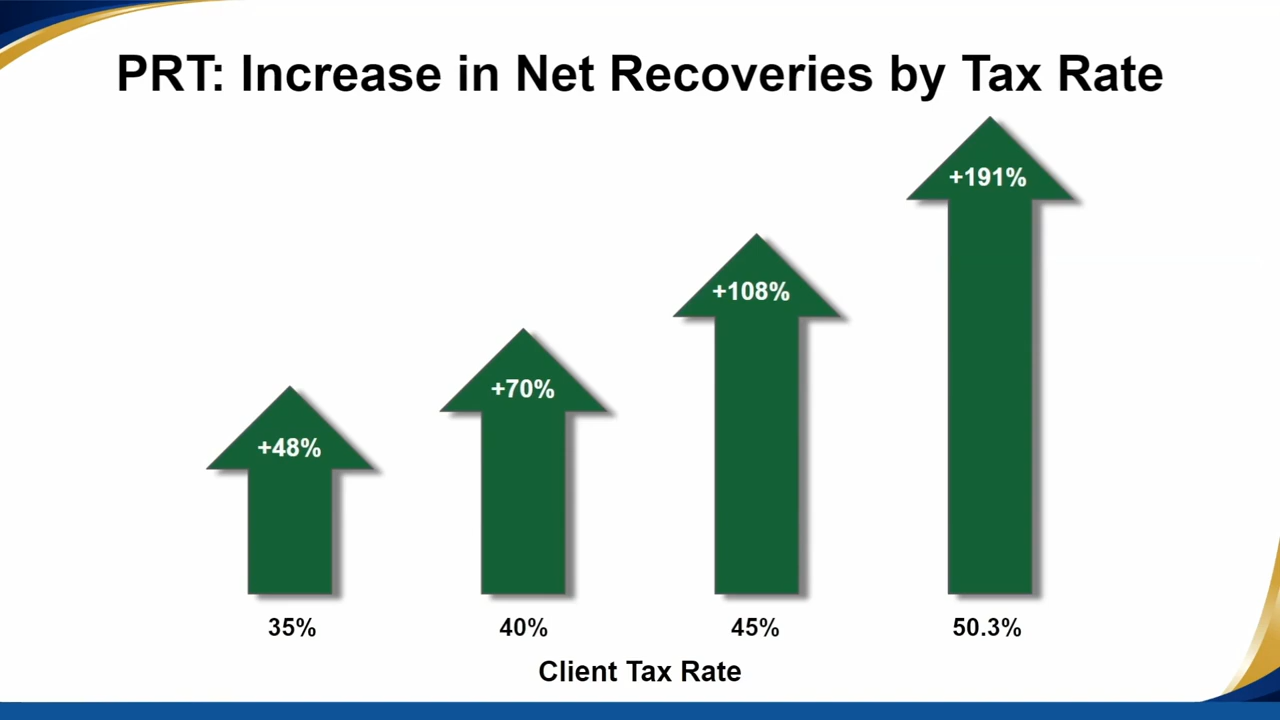 PRT: Increase in Net Recoveries by Tax Rate
+191%
+108%
+70%
+48%
35% 40% 45% 50.3%
Client Tax Rate